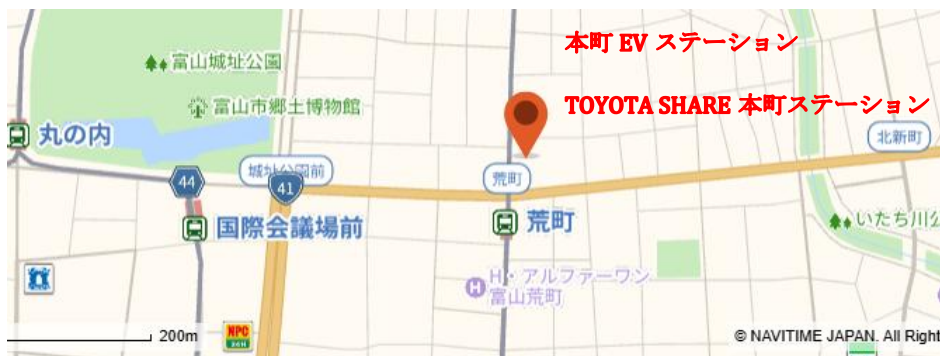 本町 EV ステーション
富山城址公園
富山市郷土博物館
TOYOTA SHARE 本町ステーション
丸の内
北新町
城址公園前
荒町
44
41
国際会議場前
荒町
いたち川公
H
H・アルファーワン
富山荒町
200m
NPC
24H
© NAVITIME JAPAN. All Right